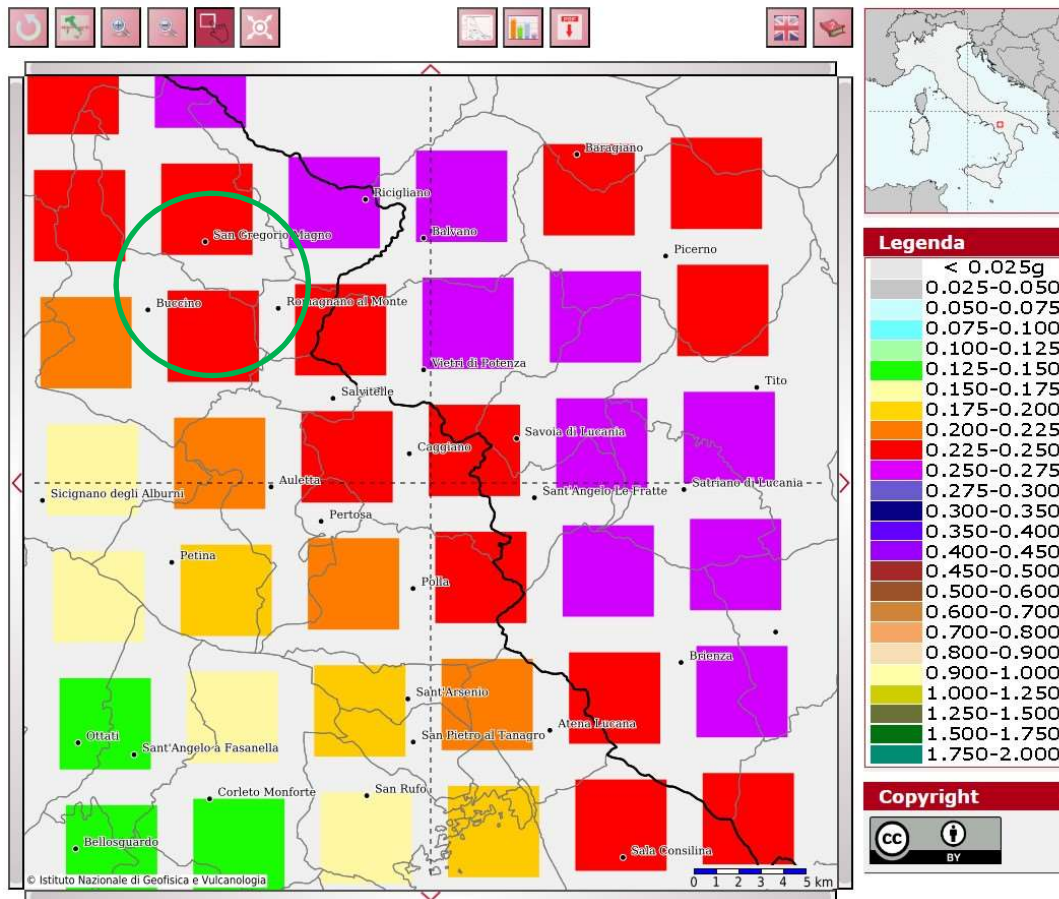 PDF
Baragiano
Ricigliano
San Gregorio Magno
Balvano
Picerno
Buccino
Romagnano al Monte
Vietri di Potenza
Tito
Salvitelle
Savoia di Lucania
Caggiano
Auletta
Satriano di Lucania
Sicignano degli Alburni
Sant'Angelo Le Fratte
Pertosa
Petina
Polla
Brienza
Sant'Arsenio
Atena Lucana
Ottati
San Pietro al Tanagro
Sant'Angelo a Fasanella
Corleto Monforte
San Rufo
Bellosguardo
Sala Consilina
© Istituto Nazionale di Geofisica e Vulcanologia
0 1 2 3 4 5 km
Legenda
< 0.025g
0.025-0.050
0.050-0.075
0.075-0.100
0.100-0.125
0.125-0.150
0.150-0.175
0.175-0.200
0.200-0.225
0.225-0.250
0.250-0.275
0.275-0.300
0.300-0.350
0.350-0.400
0.400-0.450
0.450-0.500
0.500-0.600
0.600-0.700
0.700-0.800
0.800-0.900
0.900-1.000
1.000-1.250
1.250-1.500
1.500-1.750
1.750-2.000
Copyright
cc
BY